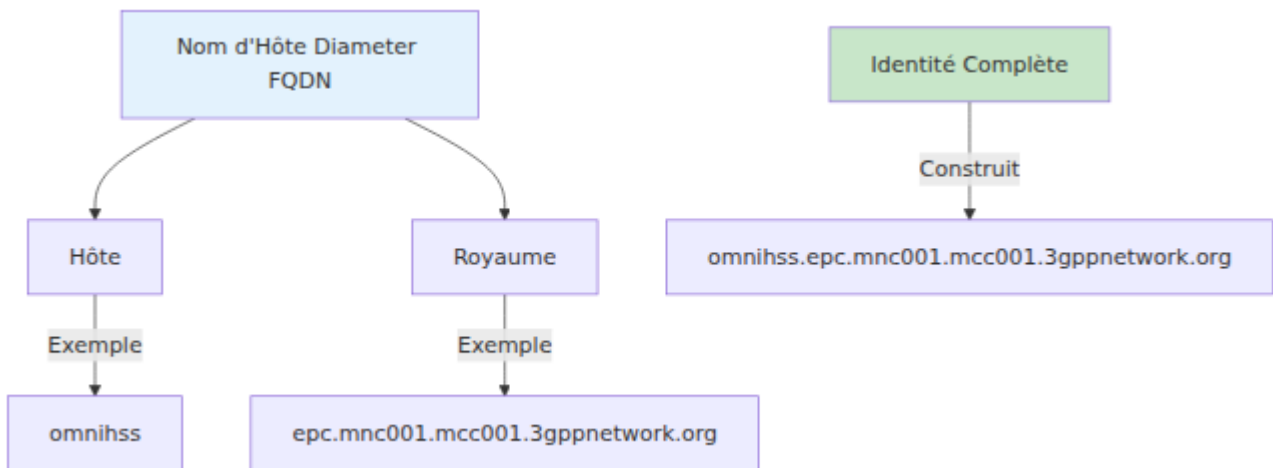 Nom d'Hôte Diameter
FQDN
Identité Complète
Construit
Hôte
Royaume
omnihss.epc.mnc001.mcc001.3gppnetwork.org
Exemple
Exemple
omnihss
epc.mnc001.mcc001.3gppnetwork.org